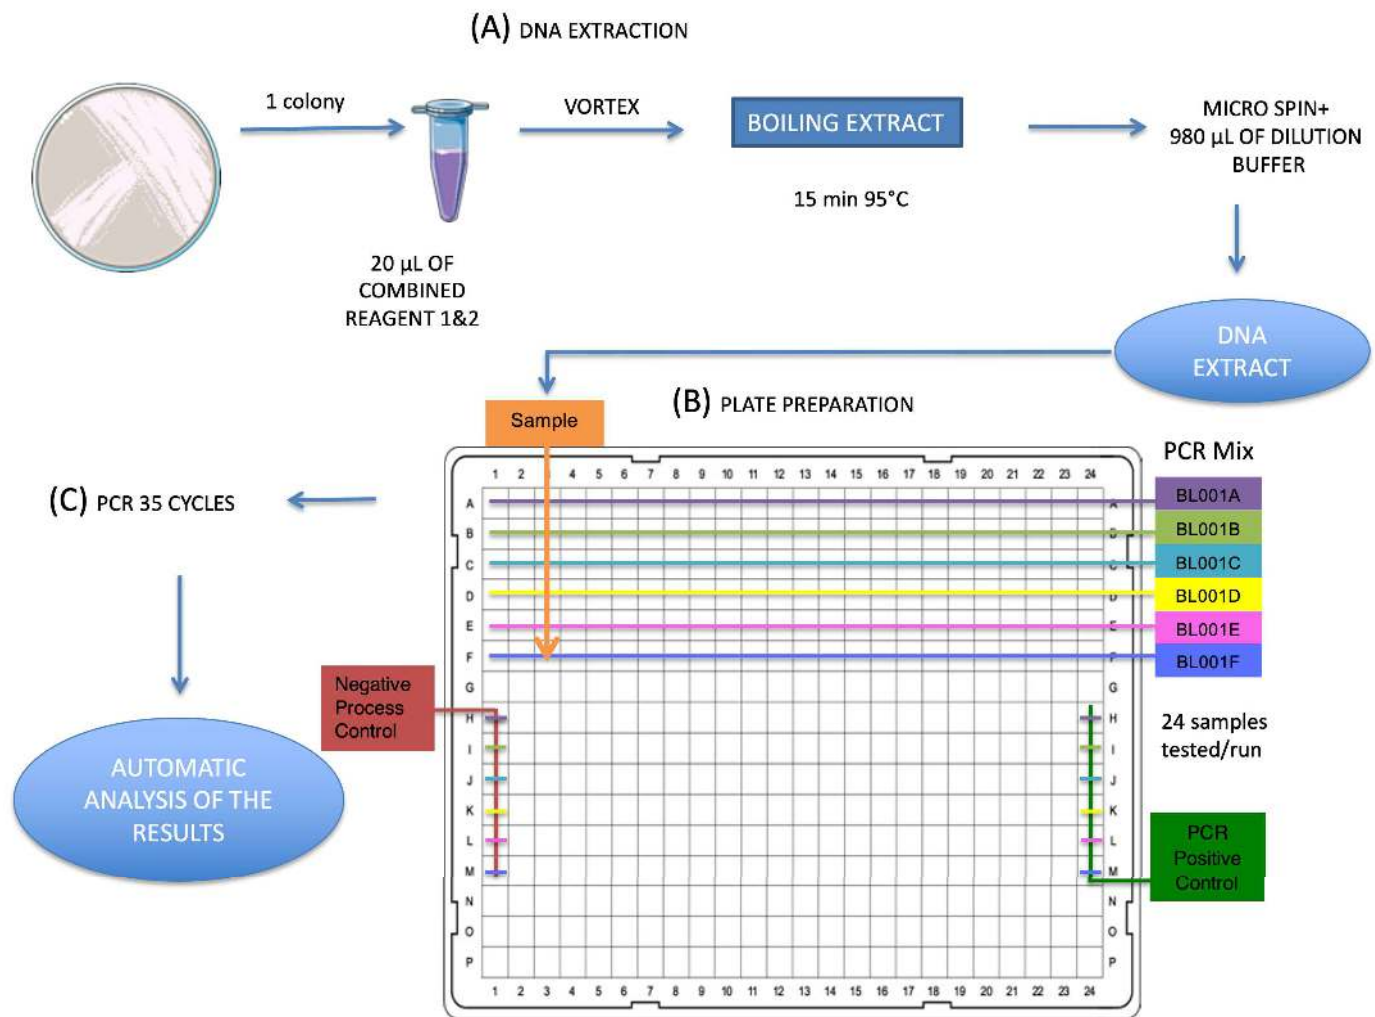 (A) DNA EXTRACTION
1 colony
VORTEX
BOILING EXTRACT
MICRO SPIN+
980 µL OF DILUTION
BUFFER
15 min 95°C
20 µL OF
COMBINED
REAGENT 1&2
DNA
EXTRACT
(B) PLATE PREPARATION
Sample
PCR Mix
1 2 3 4 5 6 7 8 9 10 11 12 13 14 15 16 17 18 19 20 21 22 23 24
A A BL001A
B B BL001B
C C BL001C
D D BL001D
E E BL001E
F F BL001F
G G
H H
I I
J J
K K
L L
M M
N N
O O
P P
1 2 3 4 5 6 7 8 9 10 11 12 13 14 15 16 17 18 19 20 21 22 23 24
(C) PCR 35 CYCLES
Negative
Process
Control
24 samples
tested/run
AUTOMATIC
ANALYSIS OF THE
RESULTS
PCR
Positive
Control